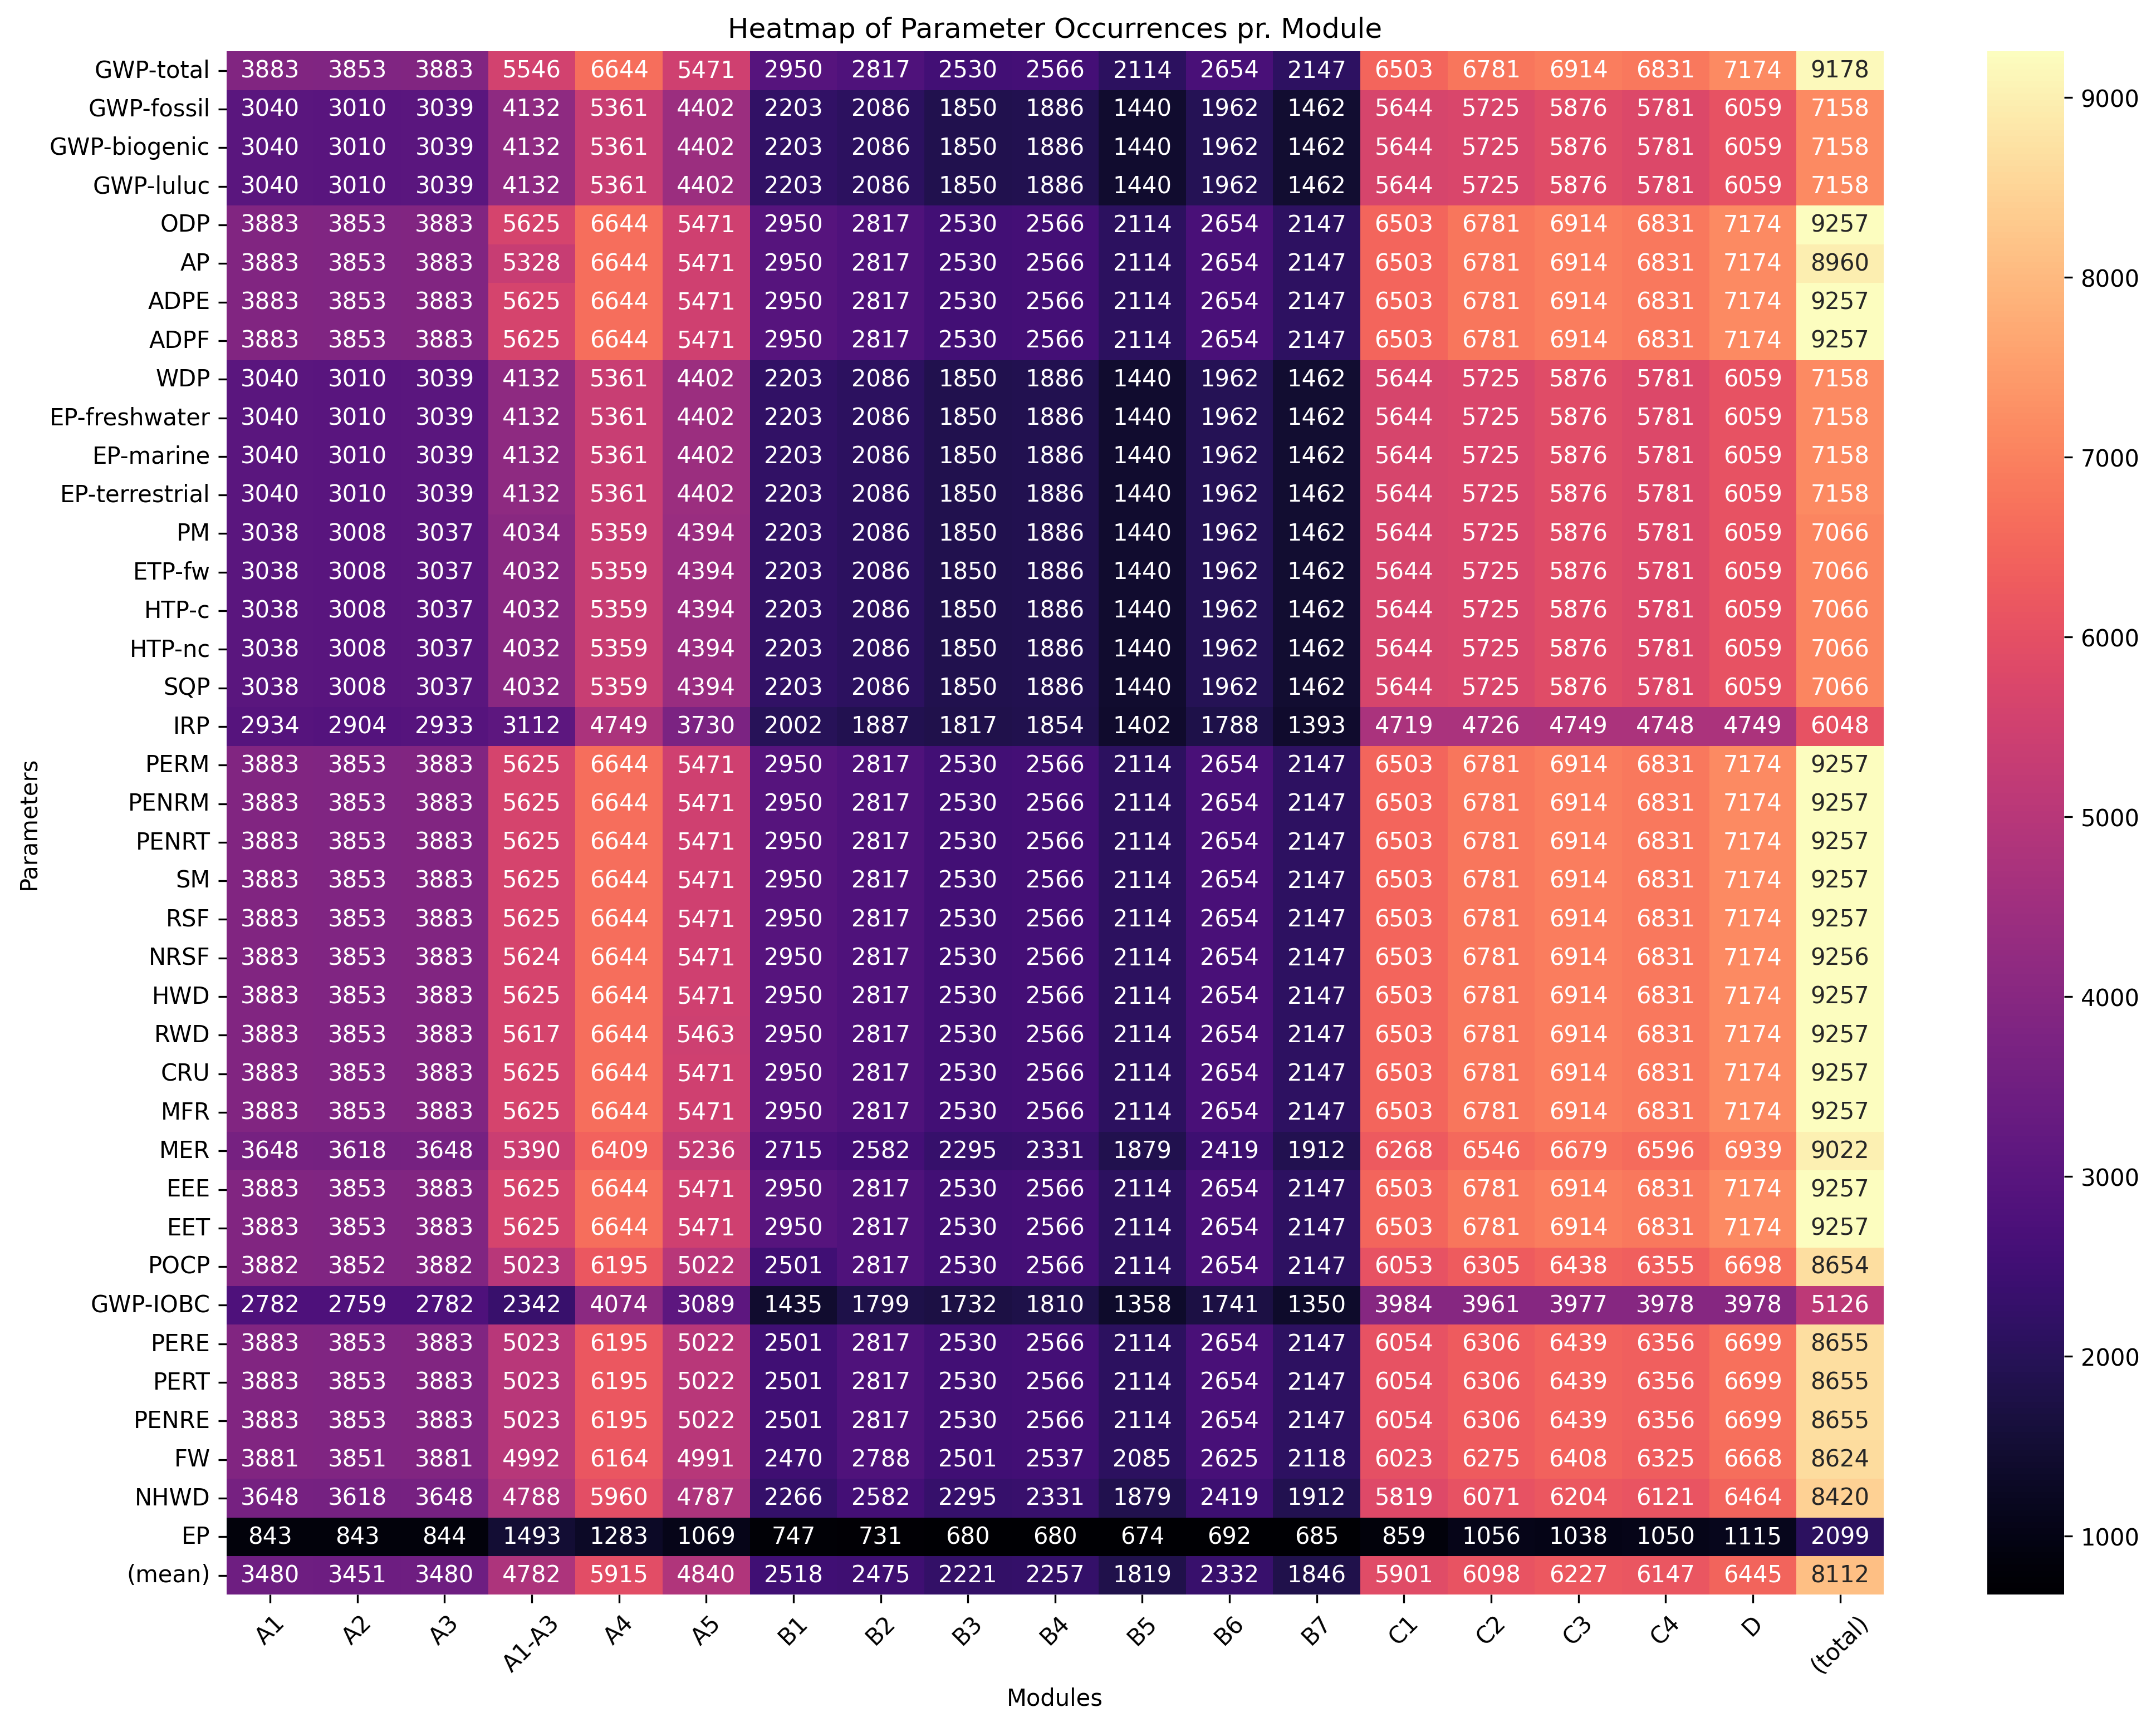 Heatmap of Parameter Occurrences pr. Module
GWP-total 3883 3853 3883 5546 6644 5471 2950 2817 2530 2566 2114 2654 2147 6503 6781 6914 6831 7174 9178
GWP-fossil 3040 3010 3039 4132 5361 4402 2203 2086 1850 1886 1440 1962 1462 5644 5725 5876 5781 6059 7158
GWP-biogenic 3040 3010 3039 4132 5361 4402 2203 2086 1850 1886 1440 1962 1462 5644 5725 5876 5781 6059 7158
GWP-luluc 3040 3010 3039 4132 5361 4402 2203 2086 1850 1886 1440 1962 1462 5644 5725 5876 5781 6059 7158
ODP 3883 3853 3883 5625 6644 5471 2950 2817 2530 2566 2114 2654 2147 6503 6781 6914 6831 7174 9257
AP 3883 3853 3883 5328 6644 5471 2950 2817 2530 2566 2114 2654 2147 6503 6781 6914 6831 7174 8960
ADPE 3883 3853 3883 5625 6644 5471 2950 2817 2530 2566 2114 2654 2147 6503 6781 6914 6831 7174 9257
ADPF 3883 3853 3883 5625 6644 5471 2950 2817 2530 2566 2114 2654 2147 6503 6781 6914 6831 7174 9257
WDP 3040 3010 3039 4132 5361 4402 2203 2086 1850 1886 1440 1962 1462 5644 5725 5876 5781 6059 7158
EP-freshwater 3040 3010 3039 4132 5361 4402 2203 2086 1850 1886 1440 1962 1462 5644 5725 5876 5781 6059 7158
EP-marine 3040 3010 3039 4132 5361 4402 2203 2086 1850 1886 1440 1962 1462 5644 5725 5876 5781 6059 7158
EP-terrestrial 3040 3010 3039 4132 5361 4402 2203 2086 1850 1886 1440 1962 1462 5644 5725 5876 5781 6059 7158
PM 3038 3008 3037 4034 5359 4394 2203 2086 1850 1886 1440 1962 1462 5644 5725 5876 5781 6059 7066
ETP-fw 3038 3008 3037 4032 5359 4394 2203 2086 1850 1886 1440 1962 1462 5644 5725 5876 5781 6059 7066
HTP-c 3038 3008 3037 4032 5359 4394 2203 2086 1850 1886 1440 1962 1462 5644 5725 5876 5781 6059 7066
HTP-nc 3038 3008 3037 4032 5359 4394 2203 2086 1850 1886 1440 1962 1462 5644 5725 5876 5781 6059 7066
SQP 3038 3008 3037 4032 5359 4394 2203 2086 1850 1886 1440 1962 1462 5644 5725 5876 5781 6059 7066
IRP 2934 2904 2933 3112 4749 3730 2002 1887 1817 1854 1402 1788 1393 4719 4726 4749 4748 4749 6048
PERM 3883 3853 3883 5625 6644 5471 2950 2817 2530 2566 2114 2654 2147 6503 6781 6914 6831 7174 9257
PENRM 3883 3853 3883 5625 6644 5471 2950 2817 2530 2566 2114 2654 2147 6503 6781 6914 6831 7174 9257
PENRT 3883 3853 3883 5625 6644 5471 2950 2817 2530 2566 2114 2654 2147 6503 6781 6914 6831 7174 9257
SM 3883 3853 3883 5625 6644 5471 2950 2817 2530 2566 2114 2654 2147 6503 6781 6914 6831 7174 9257
RSF 3883 3853 3883 5625 6644 5471 2950 2817 2530 2566 2114 2654 2147 6503 6781 6914 6831 7174 9257
NRSF 3883 3853 3883 5624 6644 5471 2950 2817 2530 2566 2114 2654 2147 6503 6781 6914 6831 7174 9256
HWD 3883 3853 3883 5625 6644 5471 2950 2817 2530 2566 2114 2654 2147 6503 6781 6914 6831 7174 9257
RWD 3883 3853 3883 5617 6644 5463 2950 2817 2530 2566 2114 2654 2147 6503 6781 6914 6831 7174 9257
CRU 3883 3853 3883 5625 6644 5471 2950 2817 2530 2566 2114 2654 2147 6503 6781 6914 6831 7174 9257
MFR 3883 3853 3883 5625 6644 5471 2950 2817 2530 2566 2114 2654 2147 6503 6781 6914 6831 7174 9257
MER 3648 3618 3648 5390 6409 5236 2715 2582 2295 2331 1879 2419 1912 6268 6546 6679 6596 6939 9022
EEE 3883 3853 3883 5625 6644 5471 2950 2817 2530 2566 2114 2654 2147 6503 6781 6914 6831 7174 9257
EET 3883 3853 3883 5625 6644 5471 2950 2817 2530 2566 2114 2654 2147 6503 6781 6914 6831 7174 9257
POCP 3882 3852 3882 5023 6195 5022 2501 2817 2530 2566 2114 2654 2147 6053 6305 6438 6355 6698 8654
GWP-IOBC 2782 2759 2782 2342 4074 3089 1435 1799 1732 1810 1358 1741 1350 3984 3961 3977 3978 3978 5126
PERE 3883 3853 3883 5023 6195 5022 2501 2817 2530 2566 2114 2654 2147 6054 6306 6439 6356 6699 8655
PERT 3883 3853 3883 5023 6195 5022 2501 2817 2530 2566 2114 2654 2147 6054 6306 6439 6356 6699 8655
PENRE 3883 3853 3883 5023 6195 5022 2501 2817 2530 2566 2114 2654 2147 6054 6306 6439 6356 6699 8655
FW 3881 3851 3881 4992 6164 4991 2470 2788 2501 2537 2085 2625 2118 6023 6275 6408 6325 6668 8624
NHWD 3648 3618 3648 4788 5960 4787 2266 2582 2295 2331 1879 2419 1912 5819 6071 6204 6121 6464 8420
EP 843 843 844 1493 1283 1069 747 731 680 680 674 692 685 859 1056 1038 1050 1115 2099
(mean) 3480 3451 3480 4782 5915 4840 2518 2475 2221 2257 1819 2332 1846 5901 6098 6227 6147 6445 8112
A1 A2 A3 A1-A3 A4 A5 B1 B2 B3 B4 B5 B6 B7 C1 C2 C3 C4 D (total)
Modules
Parameters
9000
8000
7000
6000
5000
4000
3000
2000
1000